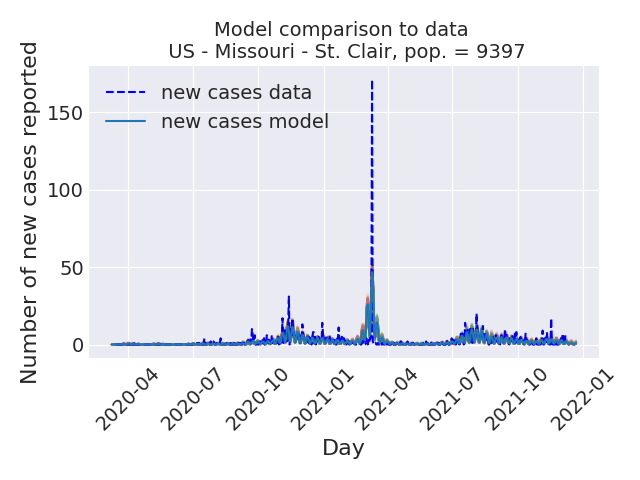 Model comparison to data
US - Missouri - St. Clair, pop. = 9397
Number of new cases reported
150
100
50
0
new cases data
new cases model
2020-04
2020-07
2020-10
2021-01
2021-04
2021-07
2021-10
2022-01
Day